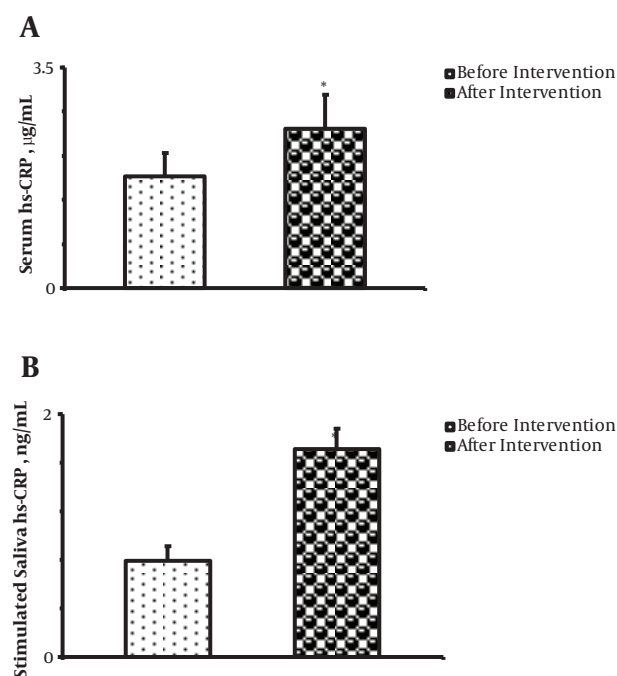 A
3.5
Serum hs-CRP, µg/mL
0
*
Before Intervention
After Intervention
B
2
Stimulated Saliva hs-CRP, ng/mL
0
*
Before Intervention
After Intervention